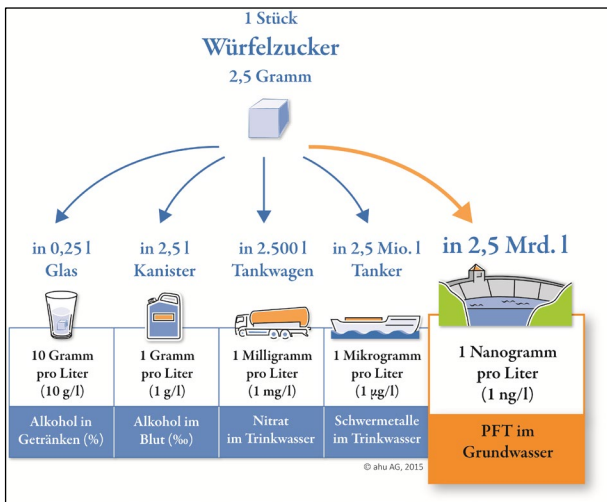 1 Stück
Würfelzucker
2,5 Gramm
in 0,25 l
Glas
in 2,5 l
Kanister
in 2.500 l
Tankwagen
in 2,5 Mio. l
Tanker
in 2,5 Mrd. l
10 Gramm
pro Liter
(10 g/l)
1 Gramm
pro Liter
(1 g/l)
1 Milligramm
pro Liter
(1 mg/l)
1 Mikrogramm
pro Liter
(1 µg/l)
1 Nanogramm
pro Liter
(1 ng/l)
Alkohol in
Getränken (%)
Alkohol im
Blut (‰)
Nitrat
im Trinkwasser
Schwermetalle
im Trinkwasser
PFT im
Grundwasser
© ahu AG, 2015